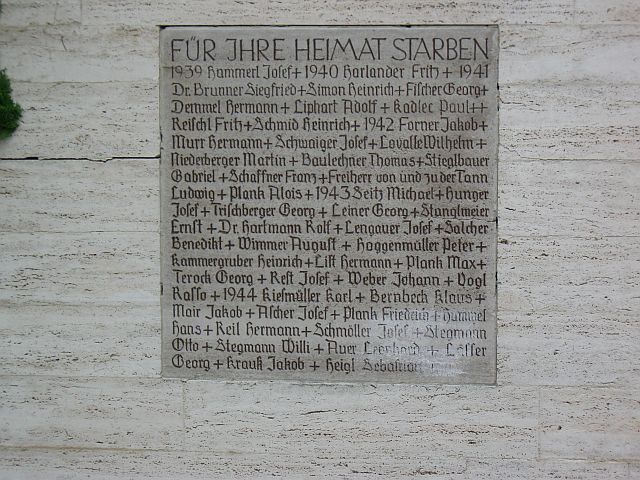 FÜR IHRE HEIMAT STARBEN
1939 Hammerl Josef + 1940 Harlander Fritz + 1941
Dr. Brunner Siegfried + Simon Heinrich + Fischer Georg +
Demmel Hermann + Liphart Adolf + Kadlec Paul ++
Reischl Fritz + Schmid Heinrich + 1942 Forner Jakob +
Murr Hermann + Schwaiger Josef + Lovasse Wilhelm +
Niederberger Martin + Baulechner Thomas + Stieglbauer
Gabriel + Schaffner Franz + Freiherr von und zu der Tann
Ludwig + Plank Alois + 1943 Seitz Michael + Hunger
Josef + Trischberger Georg + Leiner Georg + Stanglmeier
Ernst + Dr. Hartmann Rolf + Lengauer Josef + Salcher
Benedikt + Wimmer August + Hoggenmüller Peter +
Kammergruber Heinrich + List Hermann + Plank Max +
Terock Georg + Rest Josef + Weber Johann + Vogl
Rasso + 1944 Kiesmüller Karl + Bernbeck Klaus +
Mair Jakob + Ascher Josef + Plank Friedrich + Hummel
Hans + Reil Hermann + Schmöller Josef + Stegmann
Otto + Stegmann Willi + Auer Leonhard + Lasser
Georg + Krauß Jakob + Heigl Sebastian